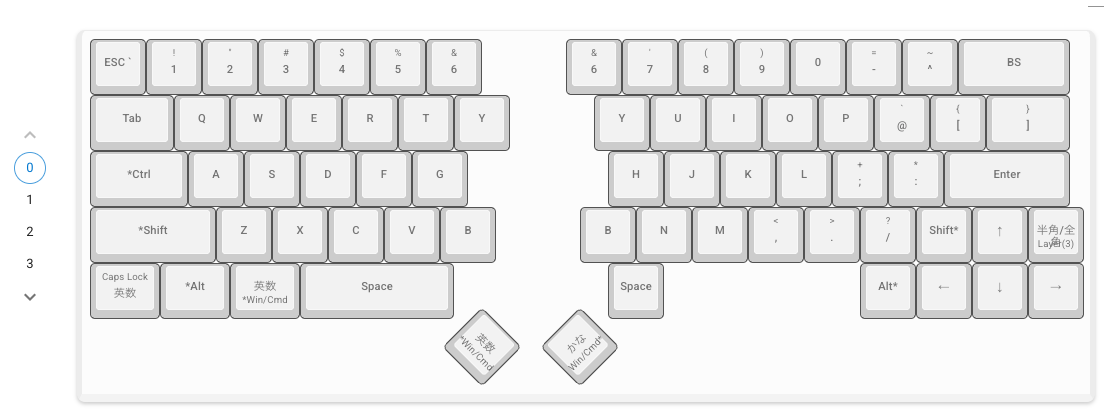 ESC `
!
1
"
2
#
3
$
4
%
5
&
6
&
6
'
7
(
8
)
9
0
=
-
~
^
BS
Tab
Q
W
E
R
T
Y
Y
U
I
O
P
`
@
{
[
}
]
0
1
2
3
*Ctrl
A
S
D
F
G
H
J
K
L
+
;
*
:
Enter
*Shift
Z
X
C
V
B
B
N
M
<
,
>
.
?
/
Shift*
↑
半角/全
角
Layer(3)
Caps Lock
英数
*Alt
英数
*Win/Cmd
Space
Space
Alt*
←
↓
→
英数
*Win/Cmd
かな
Win/Cmd*